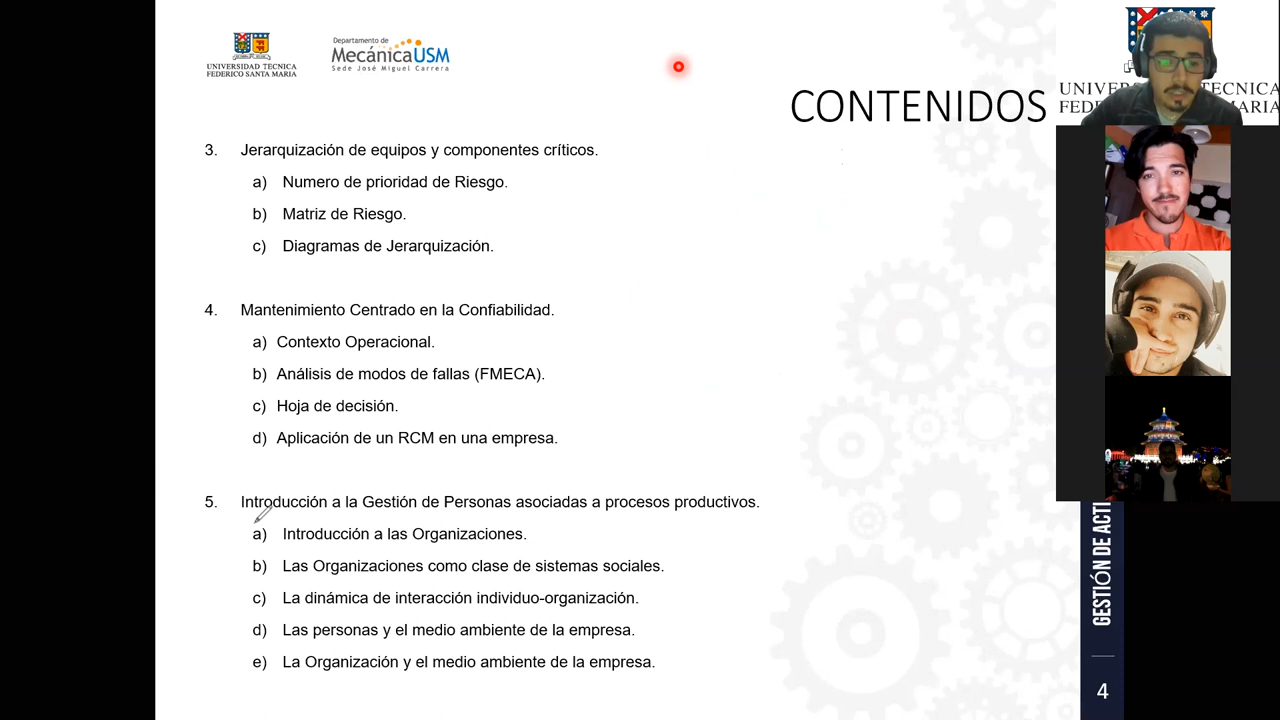 UNIVERSIDAD TECNICA
FEDERICO SANTA MARIA
Departamento de
MecánicaUSM
Sede José Miguel Carrera
CONTENIDOS
3. Jerarquización de equipos y componentes críticos.
a) Numero de prioridad de Riesgo.
b) Matriz de Riesgo.
c) Diagramas de Jerarquización.
4. Mantenimiento Centrado en la Confiabilidad.
a) Contexto Operacional.
b) Análisis de modos de fallas (FMECA).
c) Hoja de decisión.
d) Aplicación de un RCM en una empresa.
5. Introducción a la Gestión de Personas asociadas a procesos productivos.
a) Introducción a las Organizaciones.
b) Las Organizaciones como clase de sistemas sociales.
c) La dinámica de interacción individuo-organización.
d) Las personas y el medio ambiente de la empresa.
e) La Organización y el medio ambiente de la empresa.
GESTIÓN DE ACTI
4